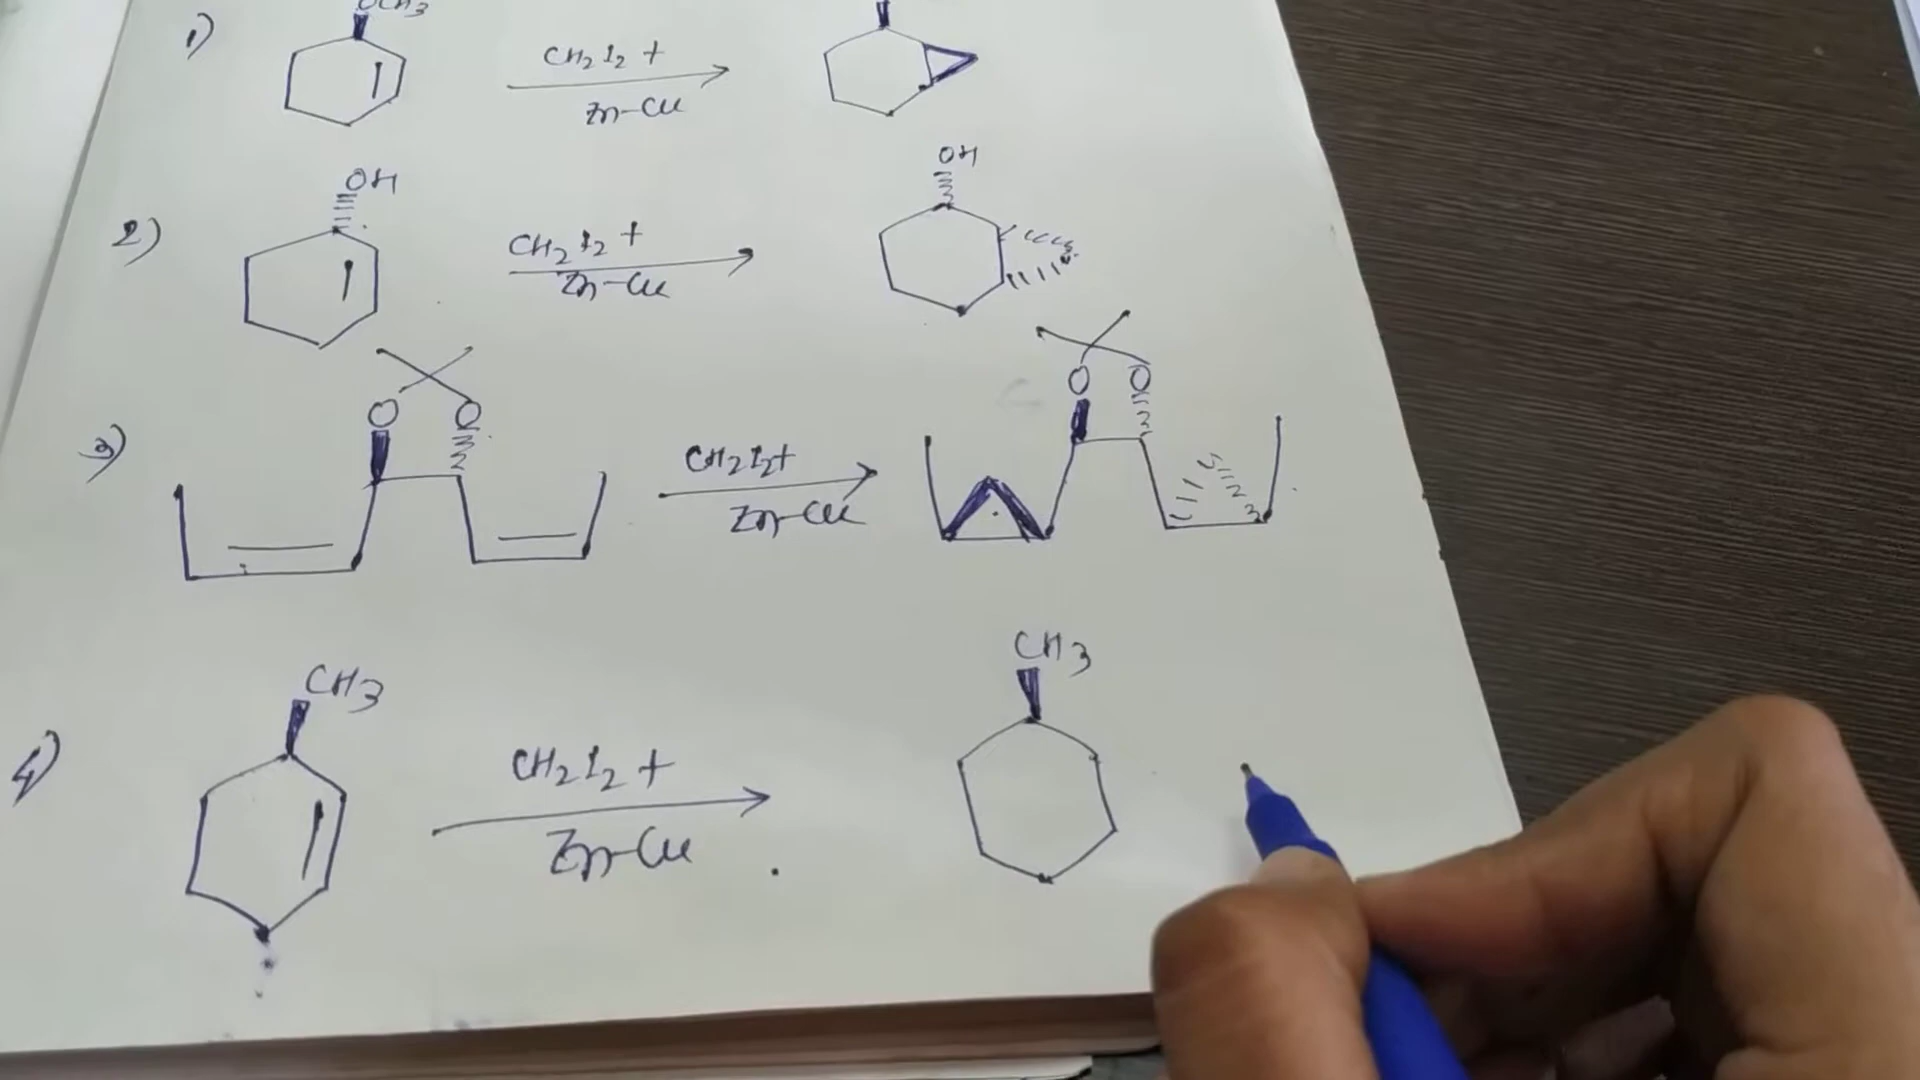 1)
OCH3
CH2I2 +
Zn-Cu
2)
OH
CH2I2 +
Zn-Cu
OH
3)
O O
CH2I2+
Zn-Cu
O O
4)
CH3
CH2I2 +
Zn-Cu
CH3